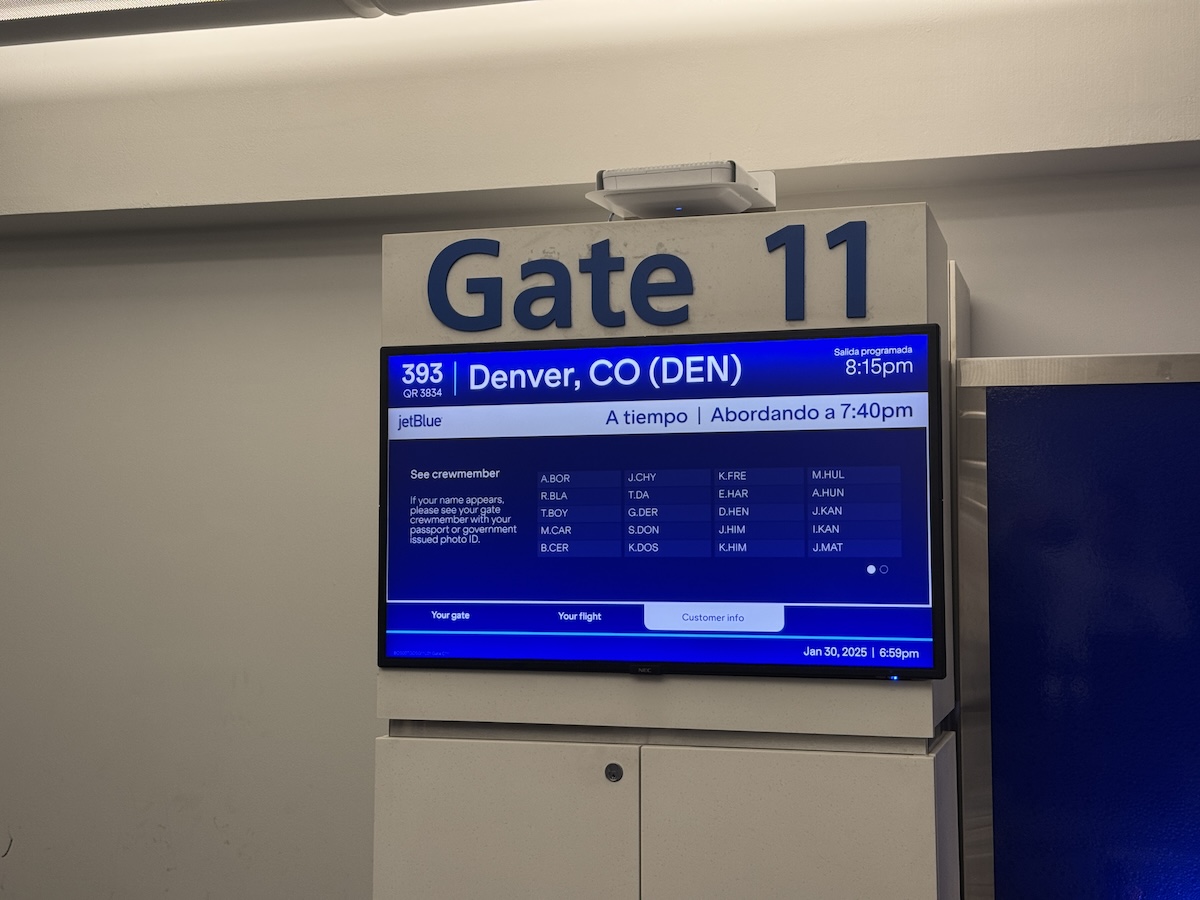 Gate 11
393
QR 3834
Denver, CO (DEN)
Salida programada
8:15pm
jetBlue
A tiempo | Abordando a 7:40pm
See crewmember
If your name appears,
please see your gate
crewmember with your
passport or government
issued photo ID.
A.BOR J.CHY K.FRE M.HUL
R.BLA T.DA E.HAR A.HUN
T.BOY G.DER D.HEN J.KAN
M.CAR S.DON J.HIM I.KAN
B.CER K.DOS K.HIM J.MAT
Your gate Your flight Customer info
Jan 30, 2025 | 6:59pm
NEC